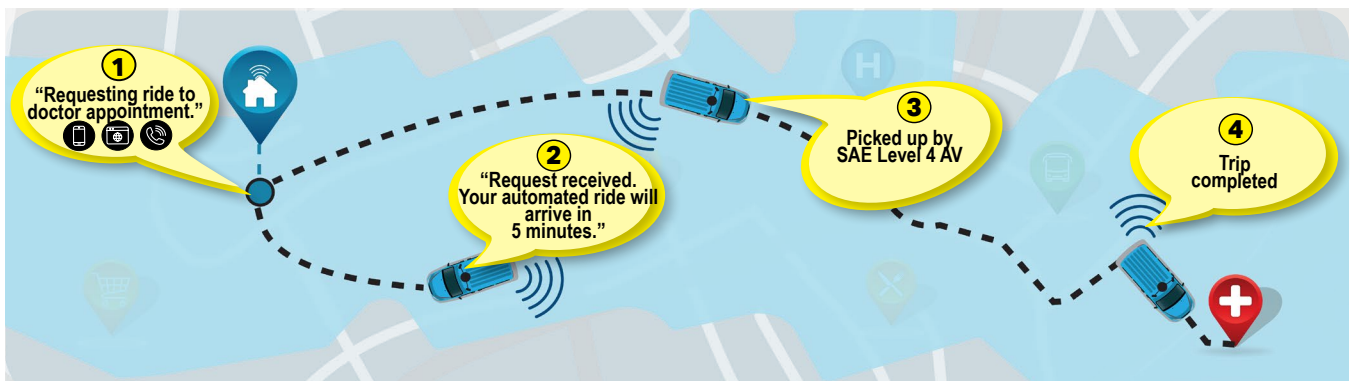 1
“Requesting ride to
doctor appointment.”
2
“Request received.
Your automated ride will
arrive in
5 minutes.”
H
3
Picked up by
SAE Level 4 AV
4
Trip
completed